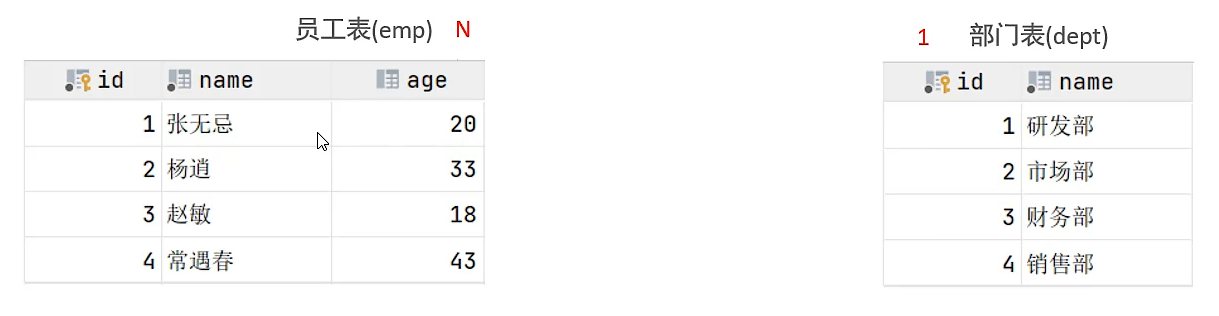 员工表(emp) N
1 部门表(dept)
id name age
1 张无忌 20
2 杨逍 33
3 赵敏 18
4 常遇春 43
id name
1 研发部
2 市场部
3 财务部
4 销售部